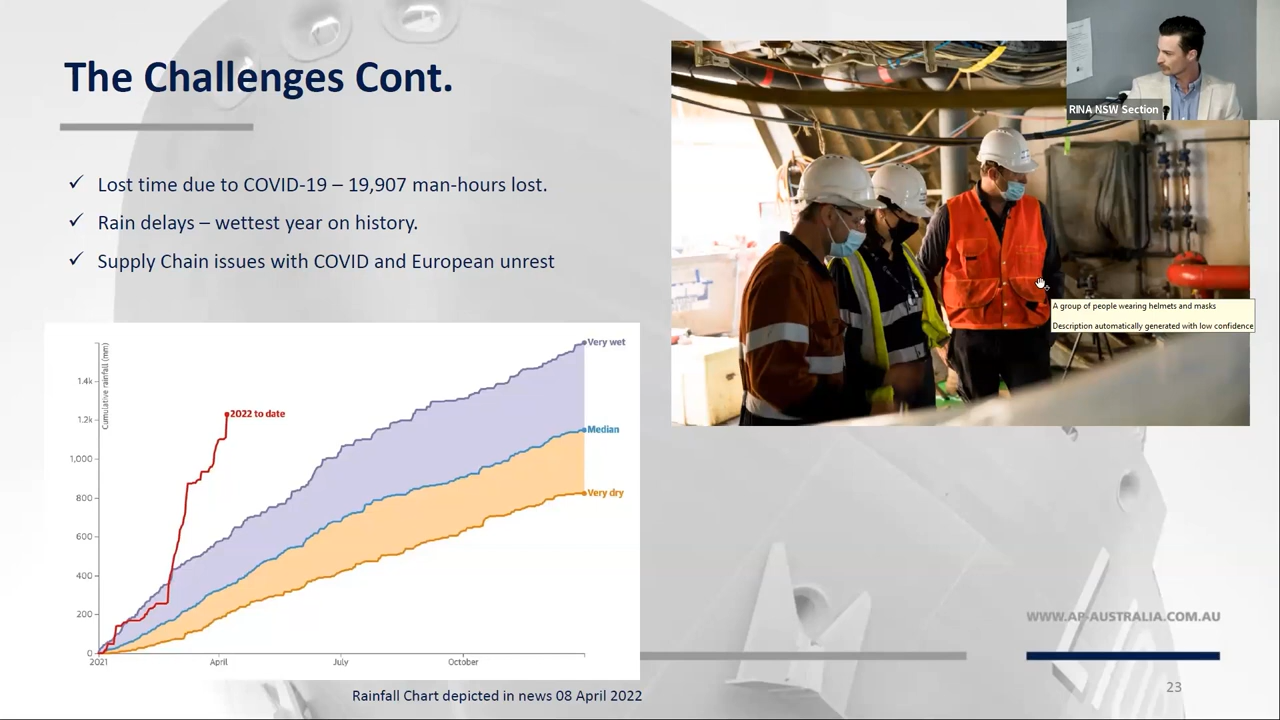 The Challenges Cont.
RINA NSW Section
✓ Lost time due to COVID-19 – 19,907 man-hours lost.
✓ Rain delays – wettest year on history.
✓ Supply Chain issues with COVID and European unrest
A group of people wearing helmets and masks
Description automatically generated with low confidence
Cumulative rainfall (mm)
1.4k
1.2k
1,000
800
600
400
200
0
2021
April
July
October
Very wet
2022 to date
Median
Very dry
Rainfall Chart depicted in news 08 April 2022
WWW.AP-AUSTRALIA.COM.AU
23